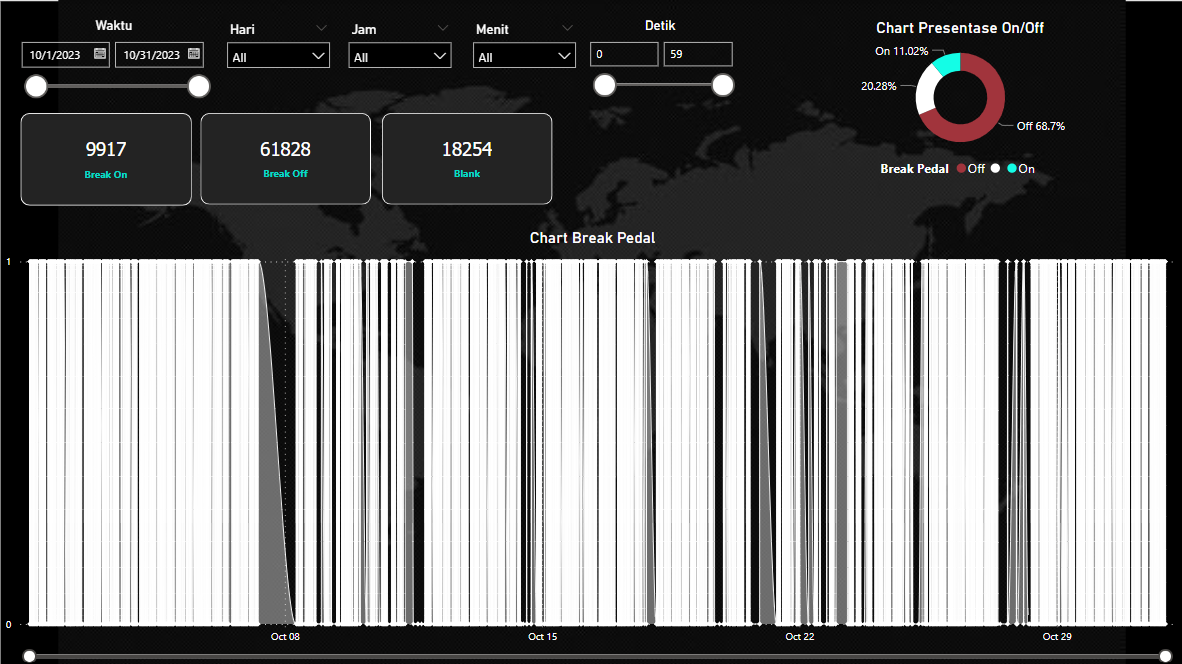 Waktu
10/1/2023
10/31/2023
Hari
All
Jam
All
Menit
All
Detik
0
59
Chart Presentase On/Off
On 11.02%
20.28%
Off 68.7%
Break Pedal Off On
9917
Break On
61828
Break Off
18254
Blank
Chart Break Pedal
1
0
Oct 08
Oct 15
Oct 22
Oct 29